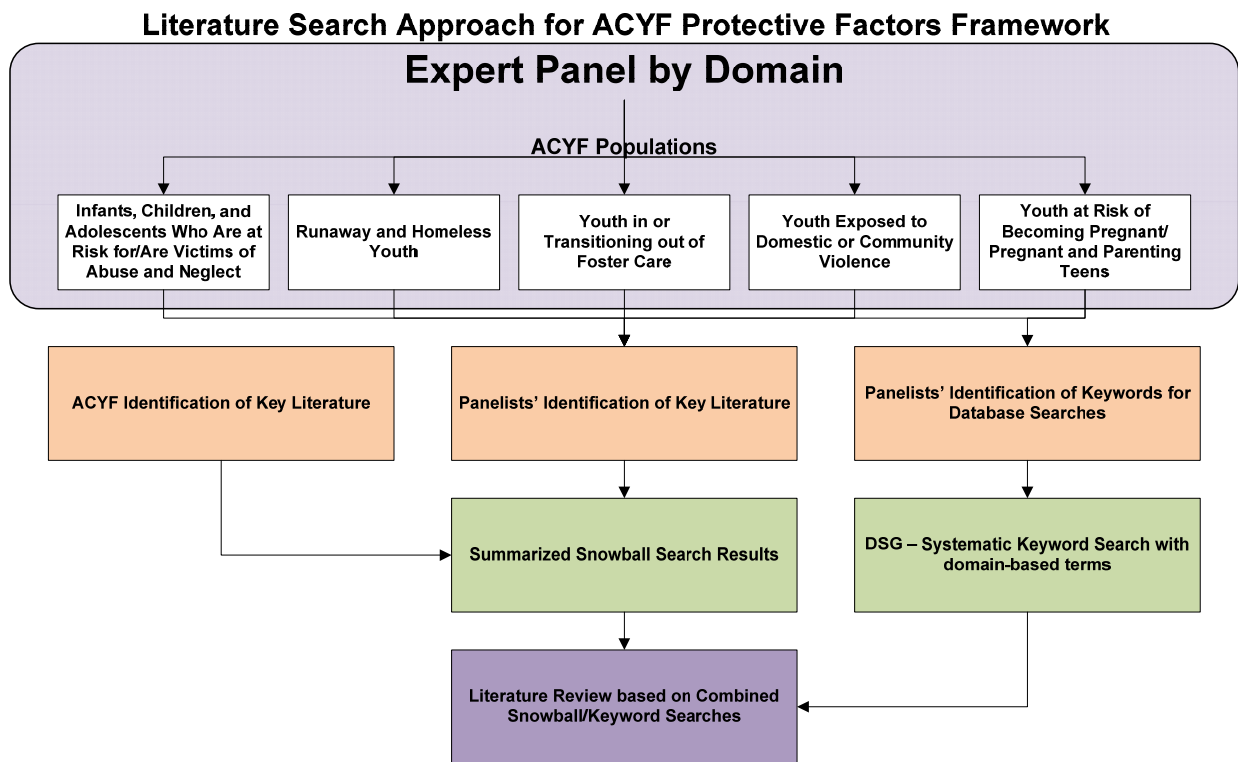 Literature Search Approach for ACYF Protective Factors Framework
Expert Panel by Domain
ACYF Populations
Infants, Children, and
Adolescents Who Are at
Risk for/Are Victims of
Abuse and Neglect
Runaway and Homeless
Youth
Youth in or
Transitioning out of
Foster Care
Youth Exposed to
Domestic or Community
Violence
Youth at Risk of
Becoming Pregnant/
Pregnant and Parenting
Teens
ACYF Identification of Key Literature
Panelists’ Identification of Key Literature
Panelists’ Identification of Keywords for
Database Searches
Summarized Snowball Search Results
DSG – Systematic Keyword Search with
domain-based terms
Literature Review based on Combined
Snowball/Keyword Searches